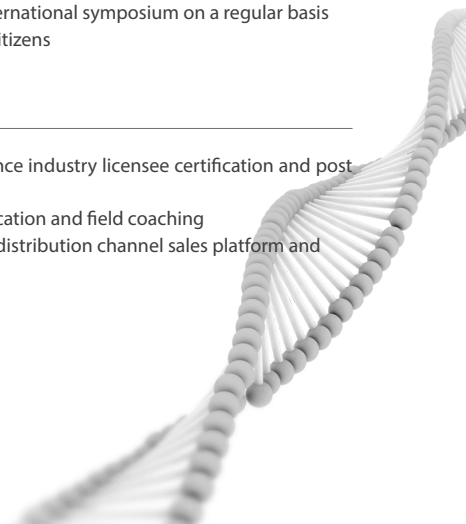 ernational symposium on a regular basis
itizens
nce industry licensee certification and post
cation and field coaching
distribution channel sales platform and